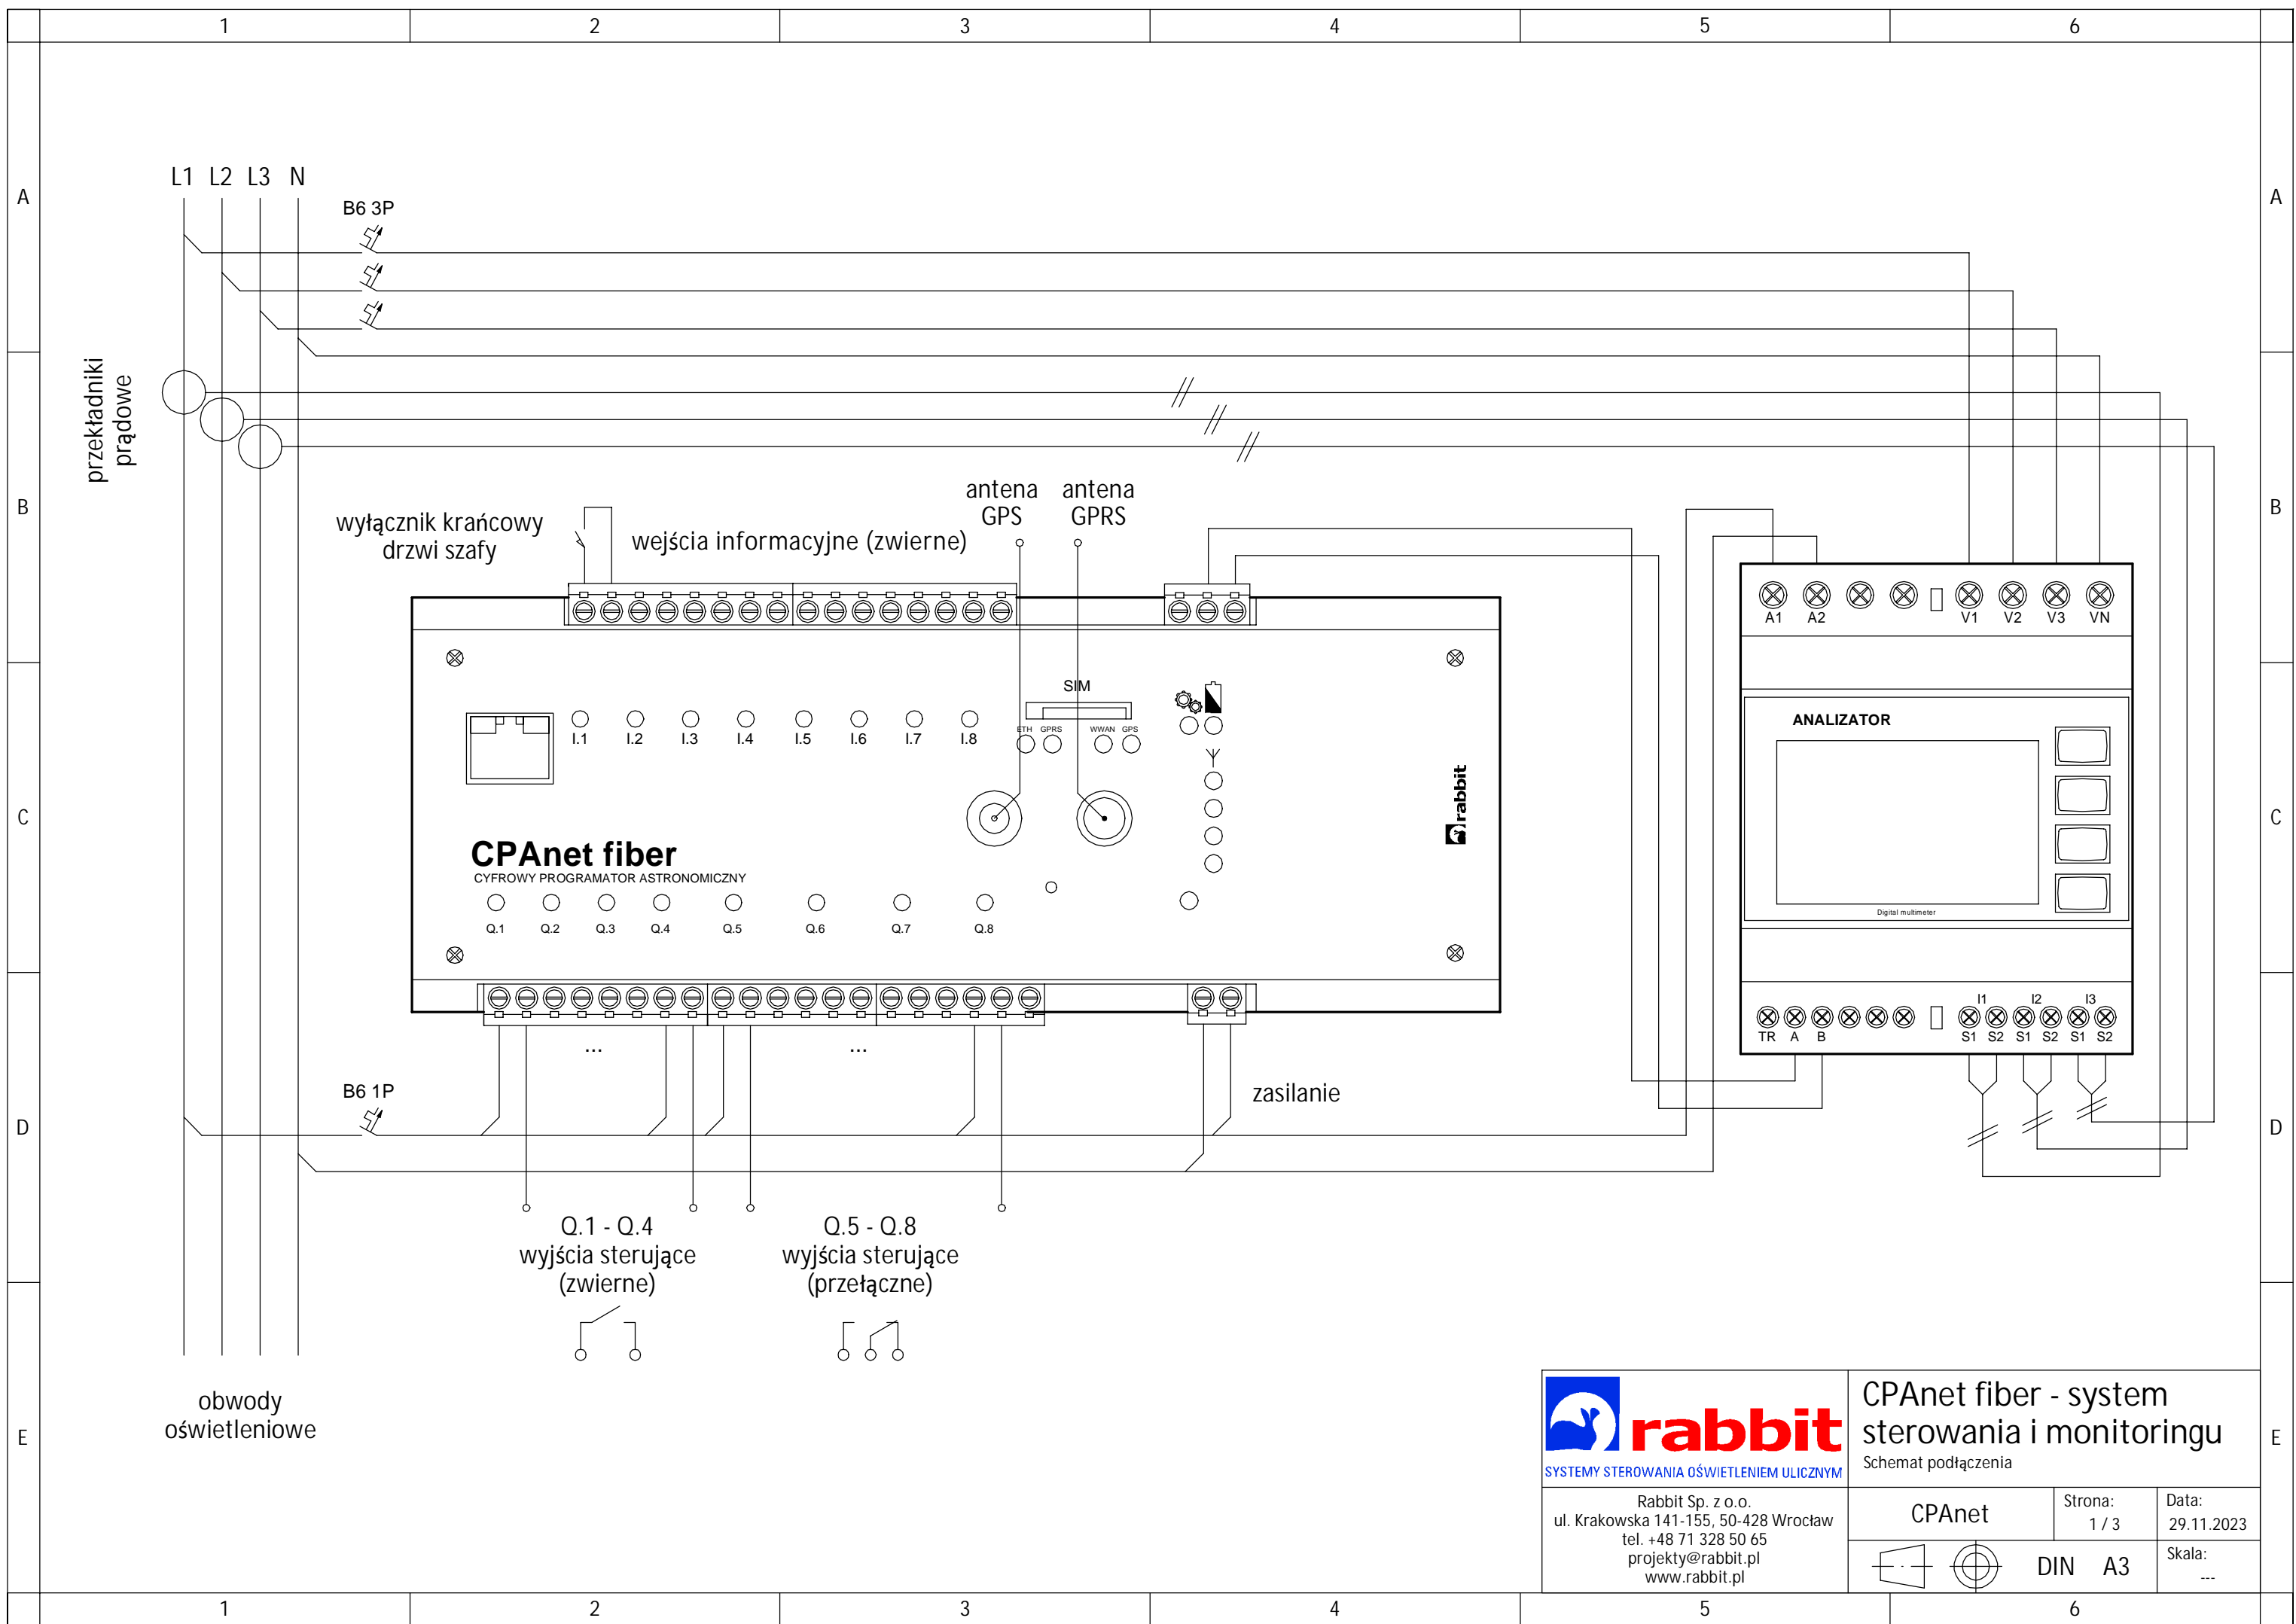 1 2 3 4 5 6
A A
L1 L2 L3 N
B6 3P
przekładniki
prądowe
B B
antena
GPS
antena
GPRS
wyłącznik krańcowy
drzwi szafy
wejścia informacyjne (zwierne)
A1 A2 V1 V2 V3 VN
SIM
ETH GPRS WWAN GPS
I.1 I.2 I.3 I.4 I.5 I.6 I.7 I.8
ANALIZATOR
rabbit
C C
CPAnet fiber
CYFROWY PROGRAMATOR ASTRONOMICZNY
Q.1 Q.2 Q.3 Q.4 Q.5 Q.6 Q.7 Q.8
Digital multimeter
I1 I2 I3
TR A B S1 S2 S1 S2 S1 S2
... ...
B6 1P
zasilanie
D D
Q.1 - Q.4
wyjścia sterujące
(zwierne)
Q.5 - Q.8
wyjścia sterujące
(przełączne)
obwody
oświetleniowe
E E
rabbit
SYSTEMY STEROWANIA OŚWIETLENIEM ULICZNYM
CPAnet fiber - system
sterowania i monitoringu
Schemat podłączenia
Rabbit Sp. z o.o.
ul. Krakowska 141-155, 50-428 Wrocław
tel. +48 71 328 50 65
projekty@rabbit.pl
www.rabbit.pl
CPAnet
Strona:
1 / 3
Data:
29.11.2023
DIN A3
Skala:
---
1 2 3 4 5 6